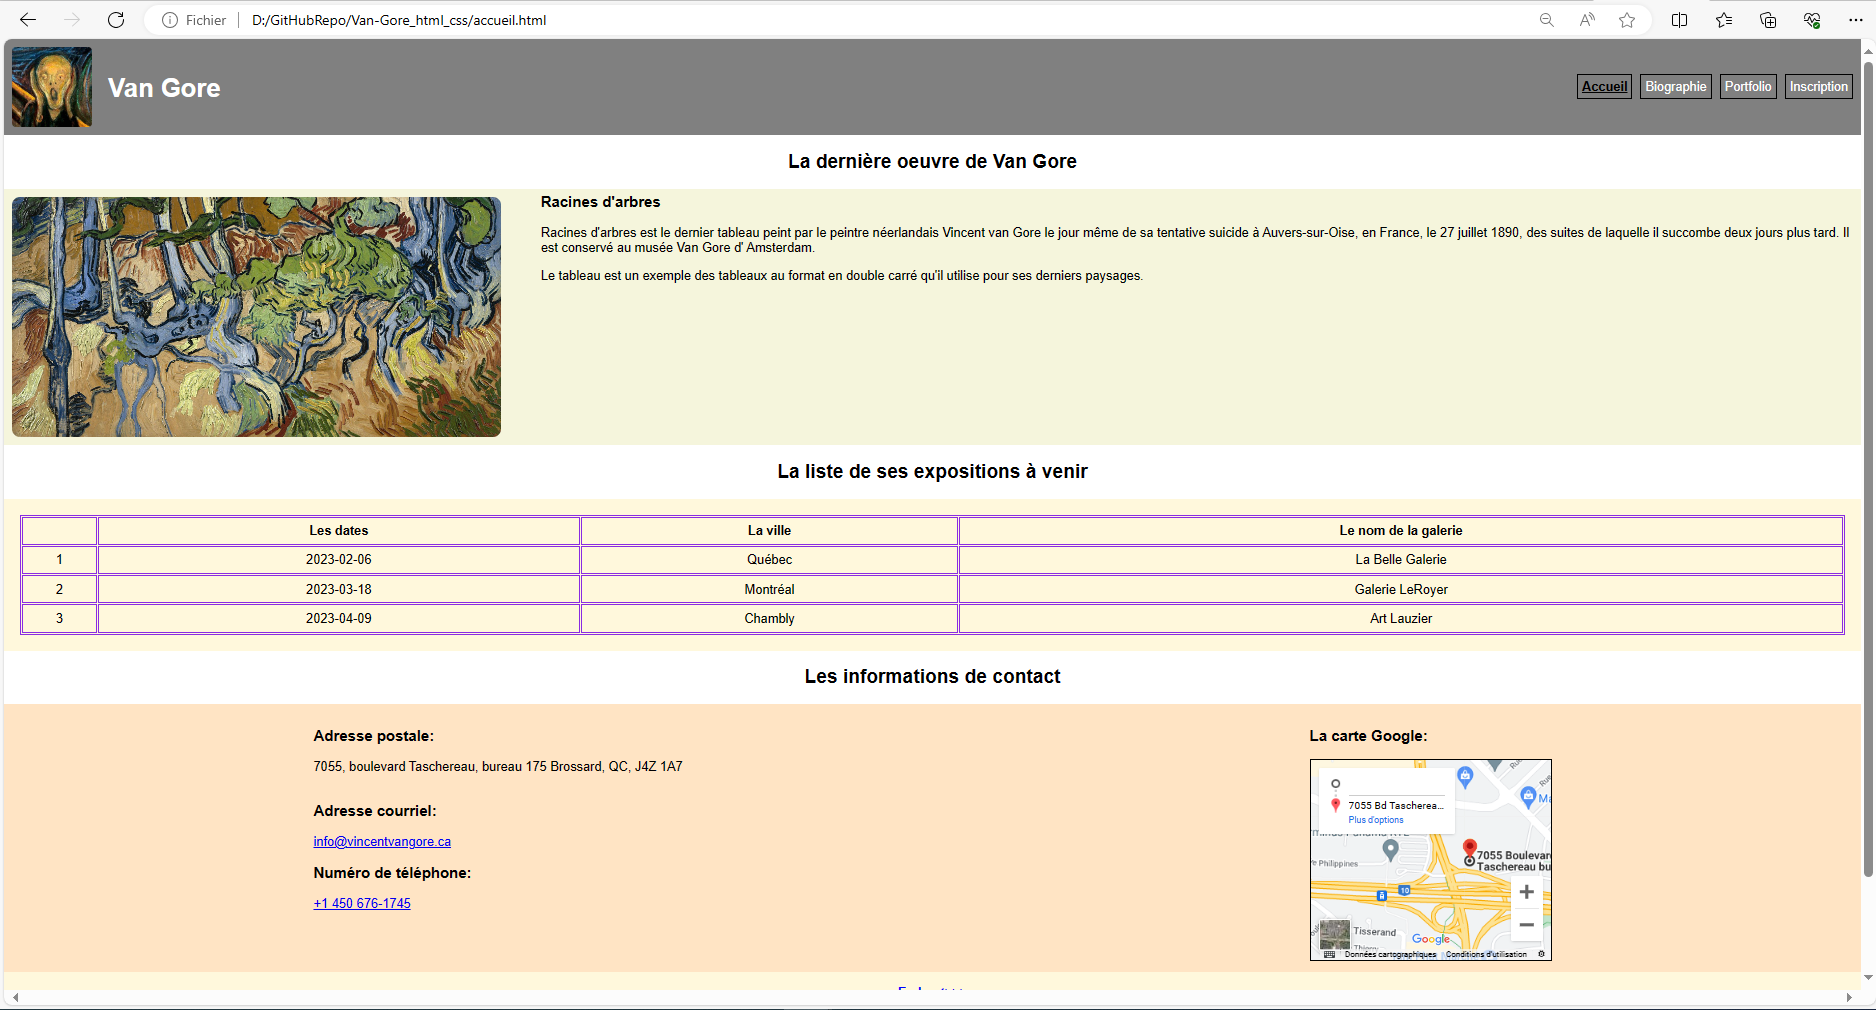 Fichier D:/GitHubRepo/Van-Gore_html_css/accueil.html
Van Gore
Accueil Biographie Portfolio Inscription
La dernière oeuvre de Van Gore
Racines d'arbres
Racines d'arbres est le dernier tableau peint par le peintre néerlandais Vincent van Gore le jour même de sa tentative suicide à Auvers-sur-Oise, en France, le 27 juillet 1890, des suites de laquelle il succombe deux jours plus tard. Il
est conservé au musée Van Gore d' Amsterdam.
Le tableau est un exemple des tableaux au format en double carré qu'il utilise pour ses derniers paysages.
La liste de ses expositions à venir
Les dates La ville Le nom de la galerie
1 2023-02-06 Québec La Belle Galerie
2 2023-03-18 Montréal Galerie LeRoyer
3 2023-04-09 Chambly Art Lauzier
Les informations de contact
Adresse postale:
7055, boulevard Taschereau, bureau 175 Brossard, QC, J4Z 1A7
Adresse courriel:
info@vincentvangore.ca
Numéro de téléphone:
+1 450 676-1745
La carte Google:
7055 Bd Tascherea...
Plus d'options
Philippines
7055 Boulevard
Taschereau bu
10
Tisserand
Google
Données cartographiques Conditions d'utilisation